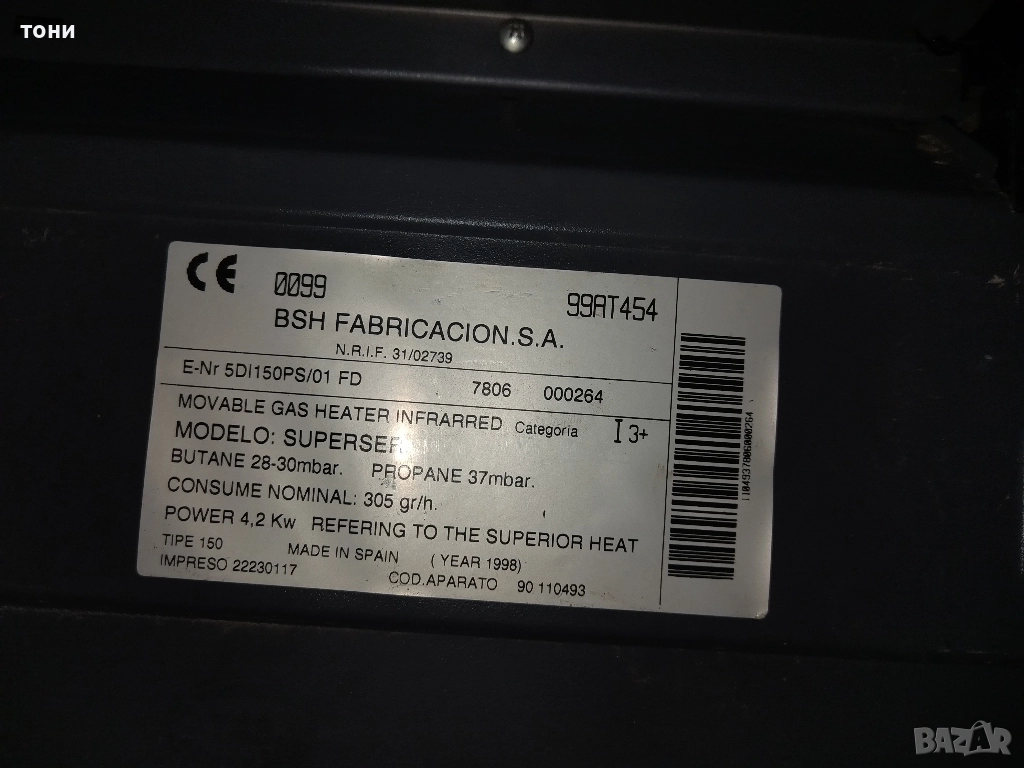 тони
CE 0099 99AT454
BSH FABRICACION.S.A.
N.R.I.F. 31/02739
E-Nr 5DI150PS/01 FD 7806 000264
MOVABLE GAS HEATER INFRARRED Categoria I 3+
MODELO: SUPERSER
BUTANE 28-30mbar. PROPANE 37mbar.
CONSUME NOMINAL: 305 gr/h.
POWER 4,2 Kw REFERING TO THE SUPERIOR HEAT
TIPE 150 MADE IN SPAIN ( YEAR 1998)
IMPRESO 22230117 COD.APARATO 90 110493
1104937806000264
BAZAR